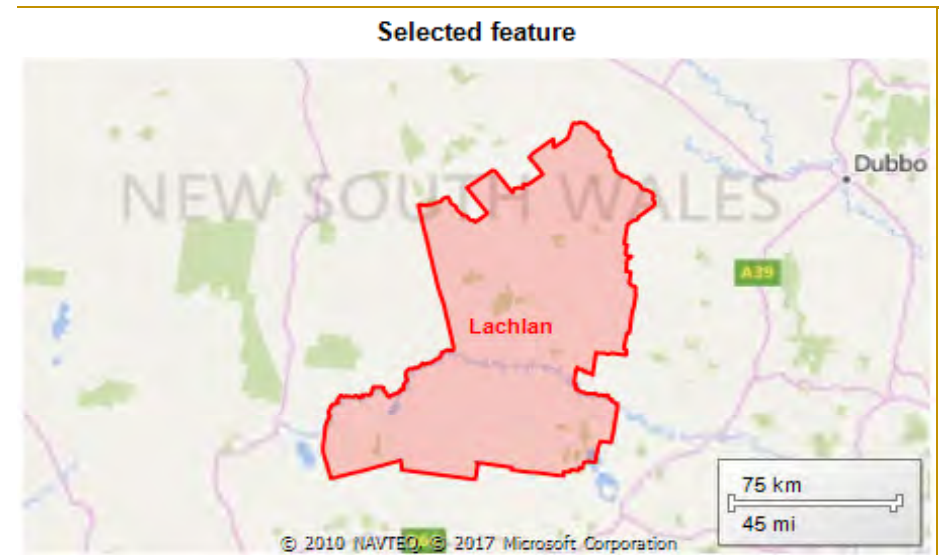 Selected feature
NEW SOUTH WALES
Dubbo
A39
Lachlan
75 km
45 mi
© 2010 NAVTEQ, © 2017 Microsoft Corporation